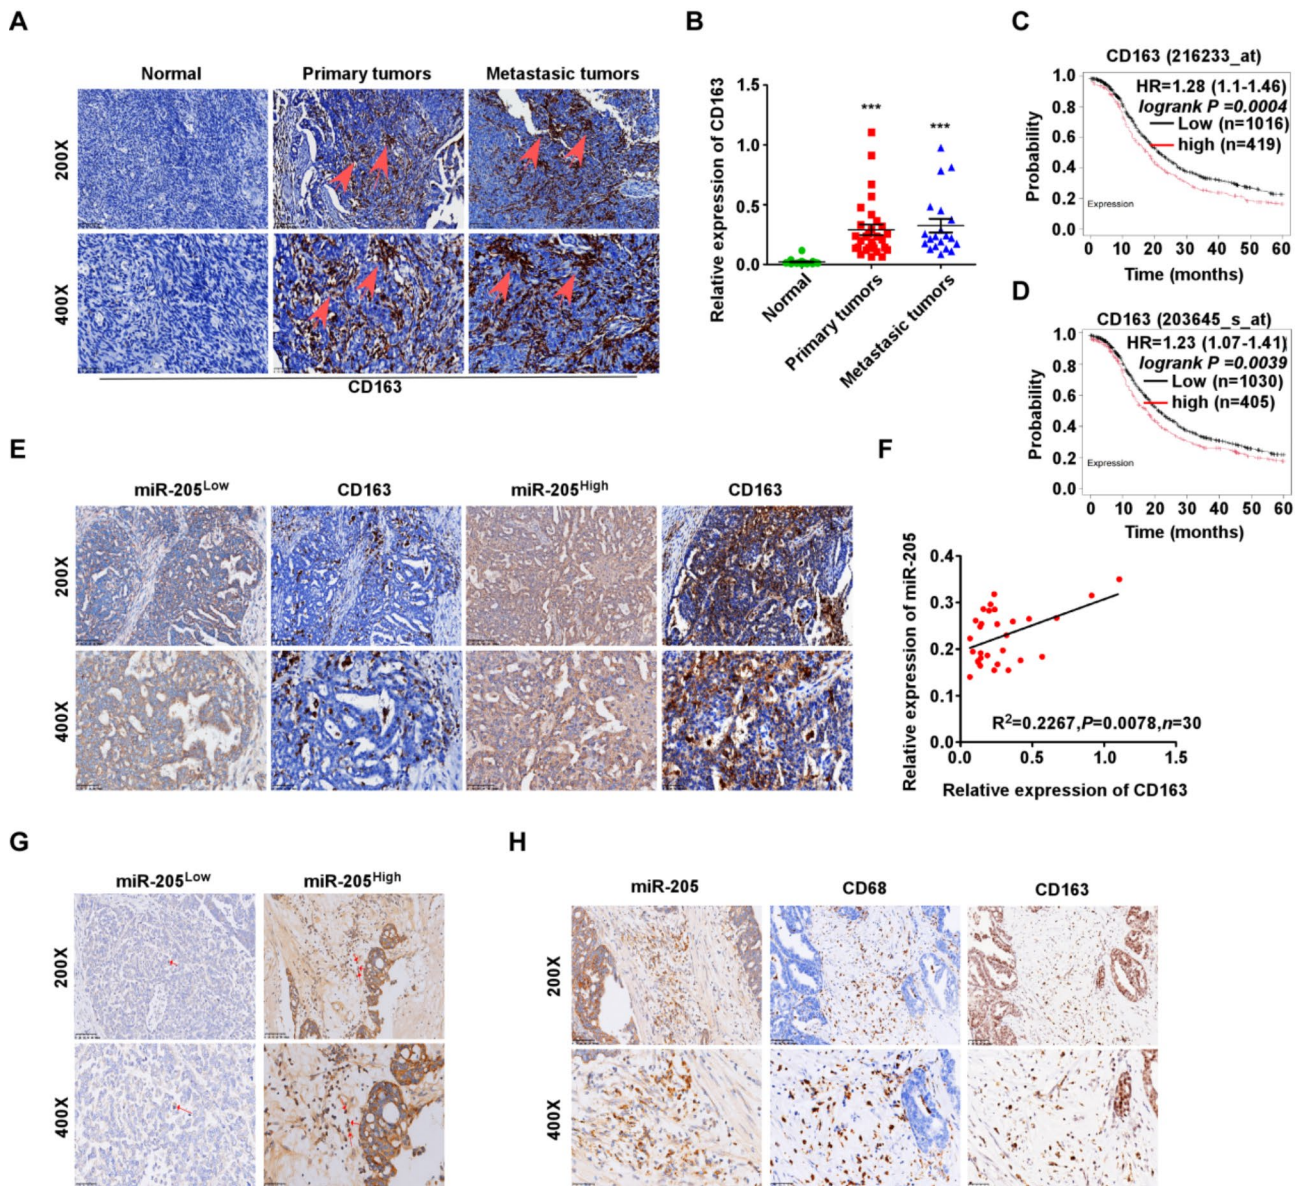 A
Normal
Primary tumors
Metastasic tumors
200X
400X
CD163
B
Relative expression of CD163
1.5
1.0
0.5
0.0
***
***
Normal
Primary tumors
Metastasic tumors
C
CD163 (216233_at)
HR=1.28 (1.1-1.46)
logrank P =0.0004
Low (n=1016)
high (n=419)
Probability
1.0
0.8
0.6
0.4
0.2
0.0
Expression
0 10 20 30 40 50 60
Time (months)
D
CD163 (203645_s_at)
HR=1.23 (1.07-1.41)
logrank P =0.0039
Low (n=1030)
high (n=405)
Probability
1.0
0.8
0.6
0.4
0.2
0.0
Expression
0 10 20 30 40 50 60
Time (months)
E
miR-205Low
CD163
miR-205High
CD163
200X
400X
F
Relative expression of miR-205
0.4
0.3
0.2
0.1
0.0
R2=0.2267,P=0.0078,n=30
0.0 0.5 1.0 1.5
Relative expression of CD163
G
miR-205Low
miR-205High
200X
400X
H
miR-205
CD68
CD163
200X
400X